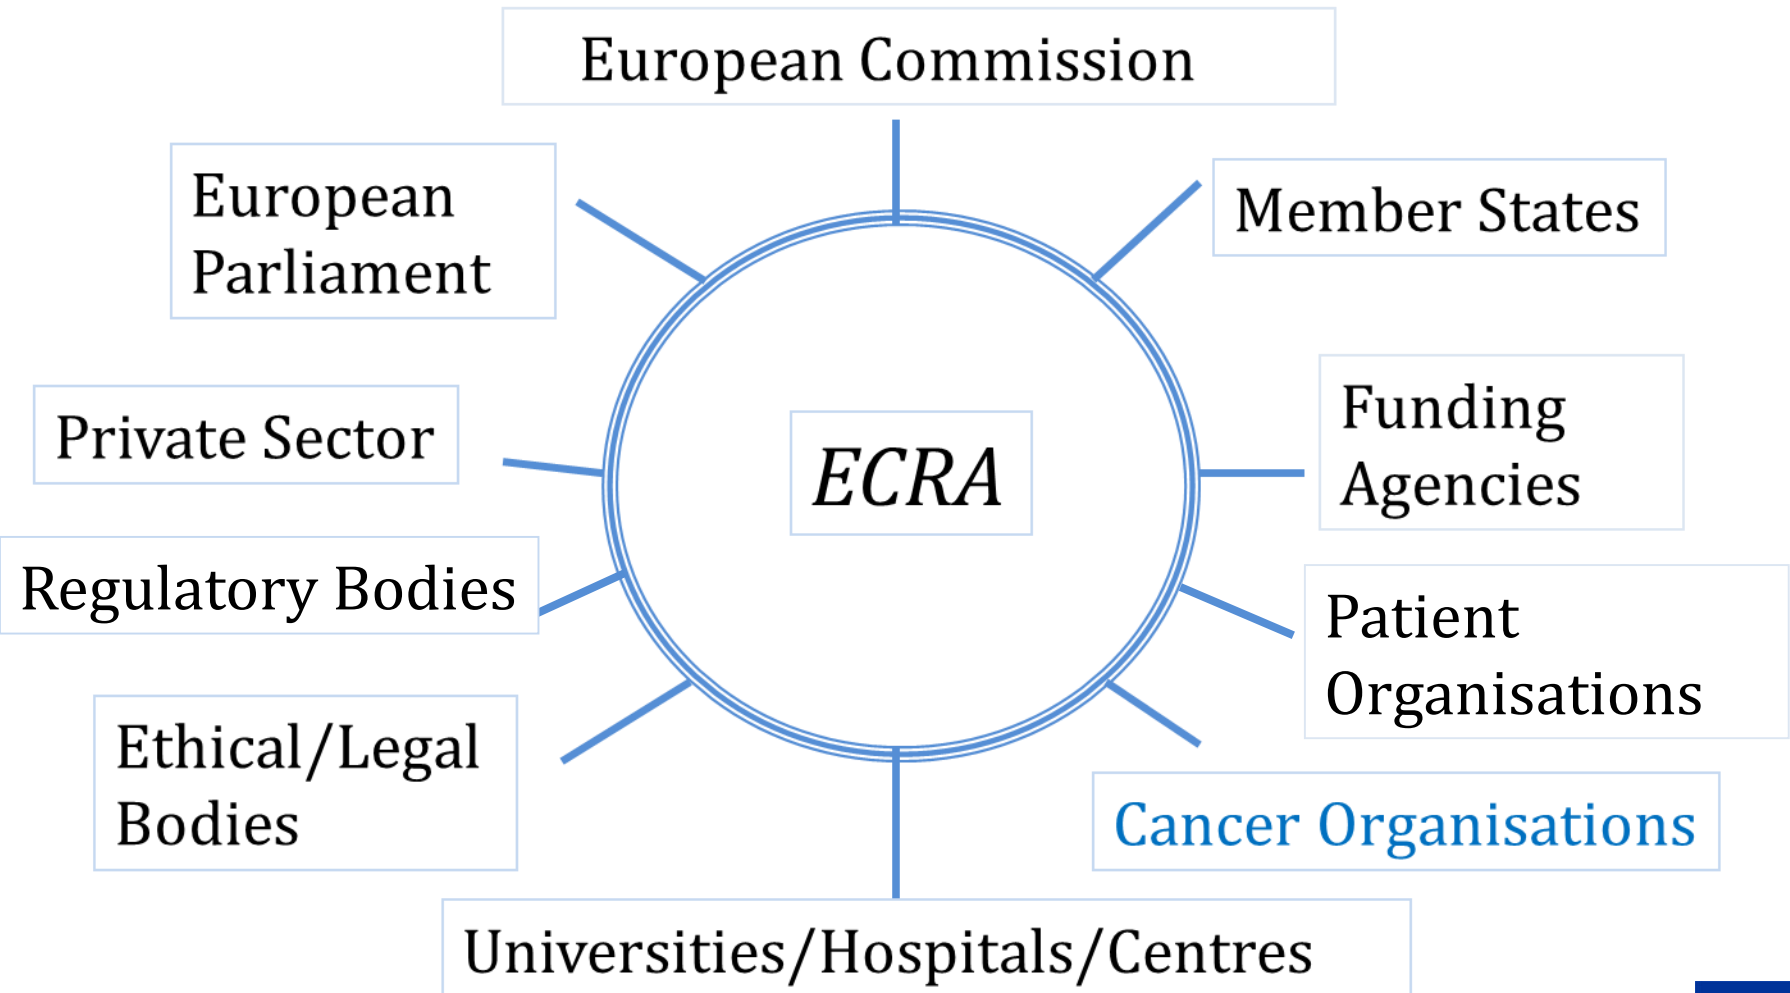 European Commission
European
Parliament
Member States
Private Sector
ECRA
Funding
Agencies
Regulatory Bodies
Patient
Organisations
Ethical/Legal
Bodies
Cancer Organisations
Universities/Hospitals/Centres